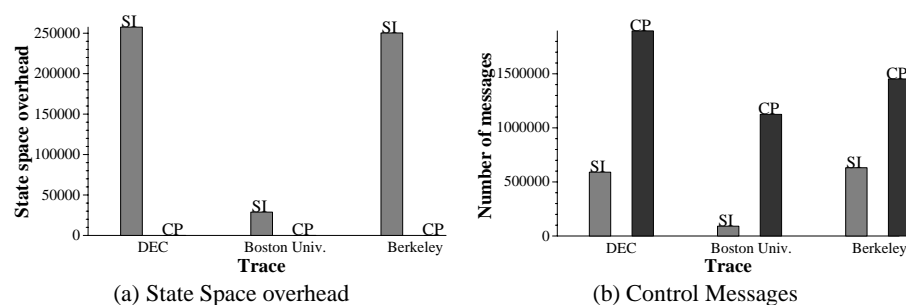 State space overhead
250000
200000
150000
100000
50000
0
SI
CP
SI
CP
SI
CP
DEC
Boston Univ.
Berkeley
Trace
(a) State Space overhead
Number of messages
1500000
1000000
500000
0
SI
CP
SI
CP
SI
CP
DEC
Boston Univ.
Berkeley
Trace
(b) Control Messages